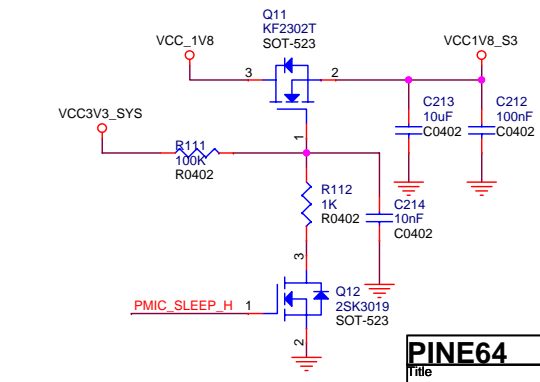 Q11
KF2302T
SOT-523
VCC_1V8
VCC1V8_S3
3
2
1
VCC3V3_SYS
R111
100K
R0402
C213
10uF
C0402
C212
100nF
C0402
R112
1K
R0402
C214
10nF
C0402
3
PMIC_SLEEP_H
1
Q12
2SK3019
SOT-523
2
PINE64
Title